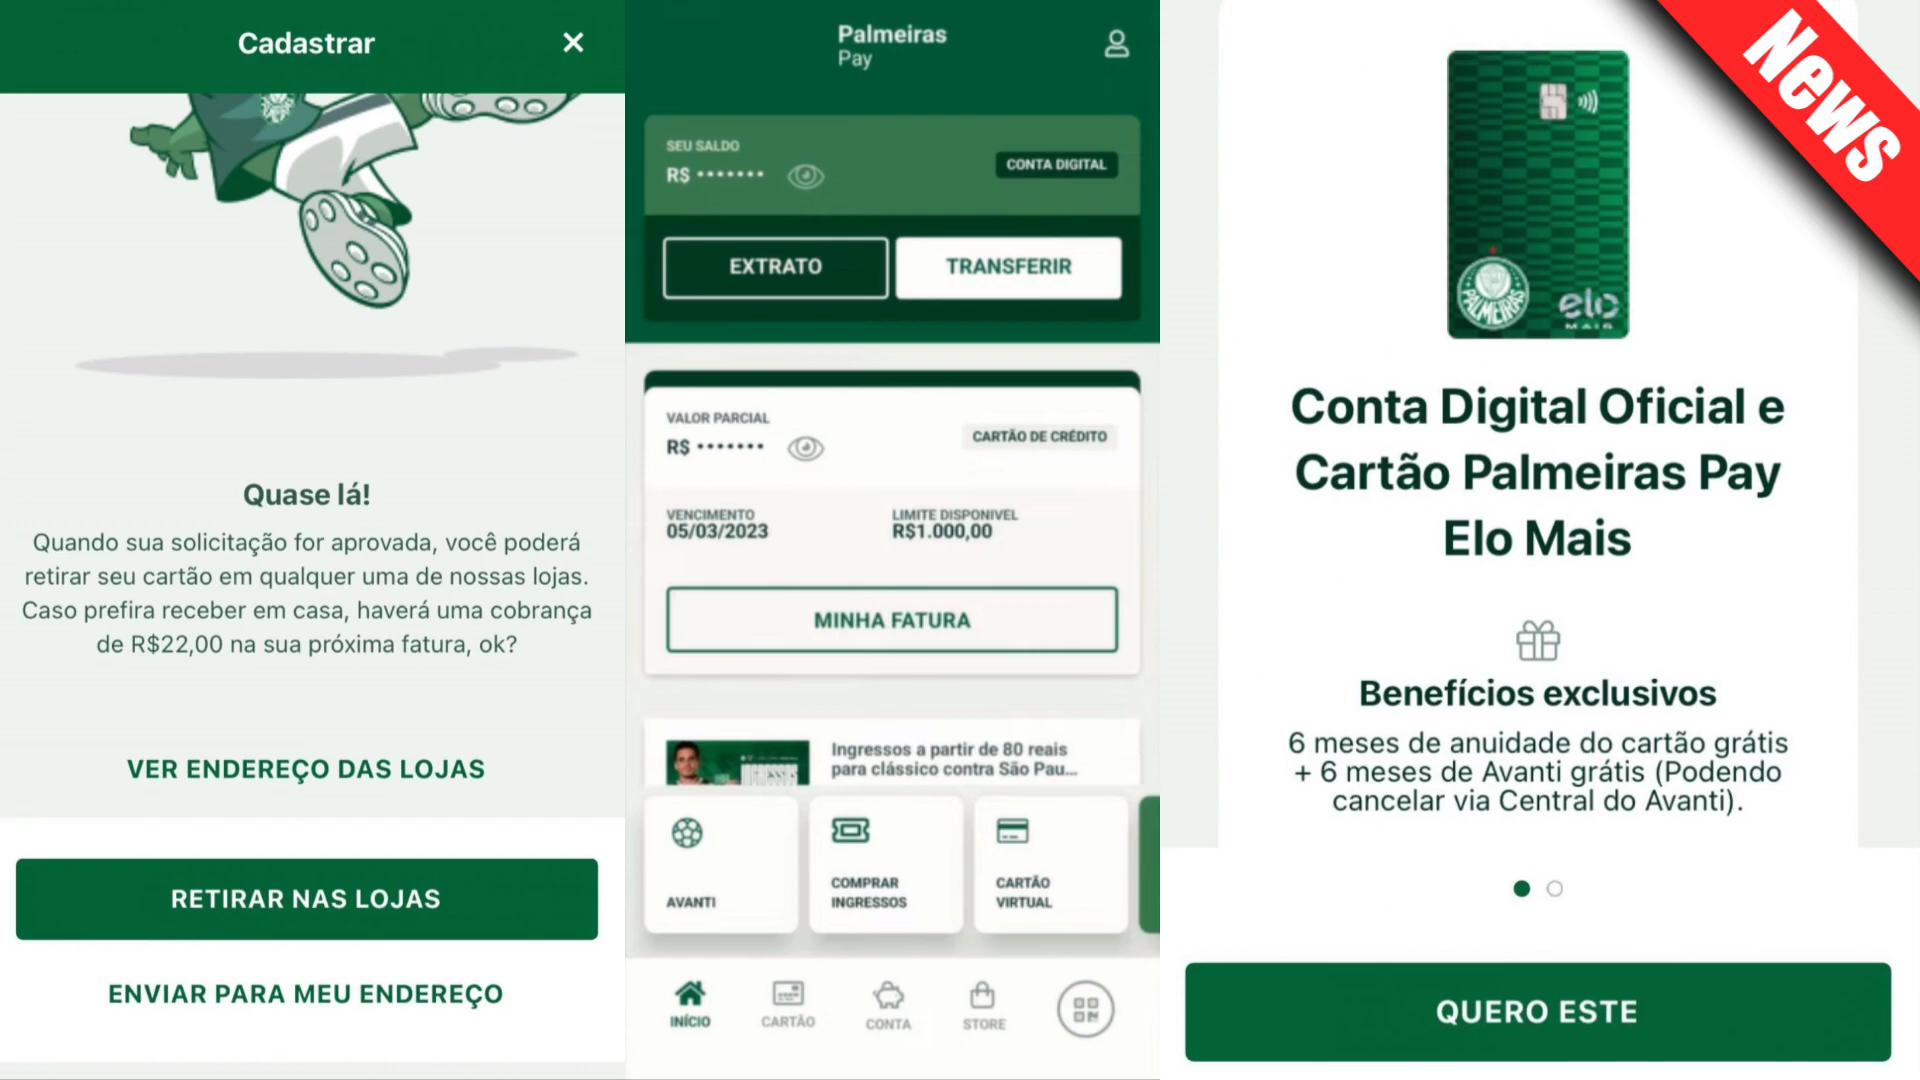 Cadastrar
Quase lá!
Quando sua solicitação for aprovada, você poderá
retirar seu cartão em qualquer uma de nossas lojas.
Caso prefira receber em casa, haverá uma cobrança
de R$22,00 na sua próxima fatura, ok?
VER ENDEREÇO DAS LOJAS
RETIRAR NAS LOJAS
ENVIAR PARA MEU ENDEREÇO
Palmeiras
Pay
SEU SALDO
R$ •••••••
CONTA DIGITAL
EXTRATO
TRANSFERIR
VALOR PARCIAL
R$ •••••••
CARTÃO DE CRÉDITO
VENCIMENTO
05/03/2023
LIMITE DISPONIVEL
R$1.000,00
MINHA FATURA
Ingressos a partir de 80 reais
para clássico contra São Pau...
AVANTI
COMPRAR
INGRESSOS
CARTÃO
VIRTUAL
INÍCIO
CARTÃO
CONTA
STORE
News
PALMEIRAS
elo
MAIS
Conta Digital Oficial e
Cartão Palmeiras Pay
Elo Mais
Benefícios exclusivos
6 meses de anuidade do cartão grátis
+ 6 meses de Avanti grátis (Podendo
cancelar via Central do Avanti).
QUERO ESTE